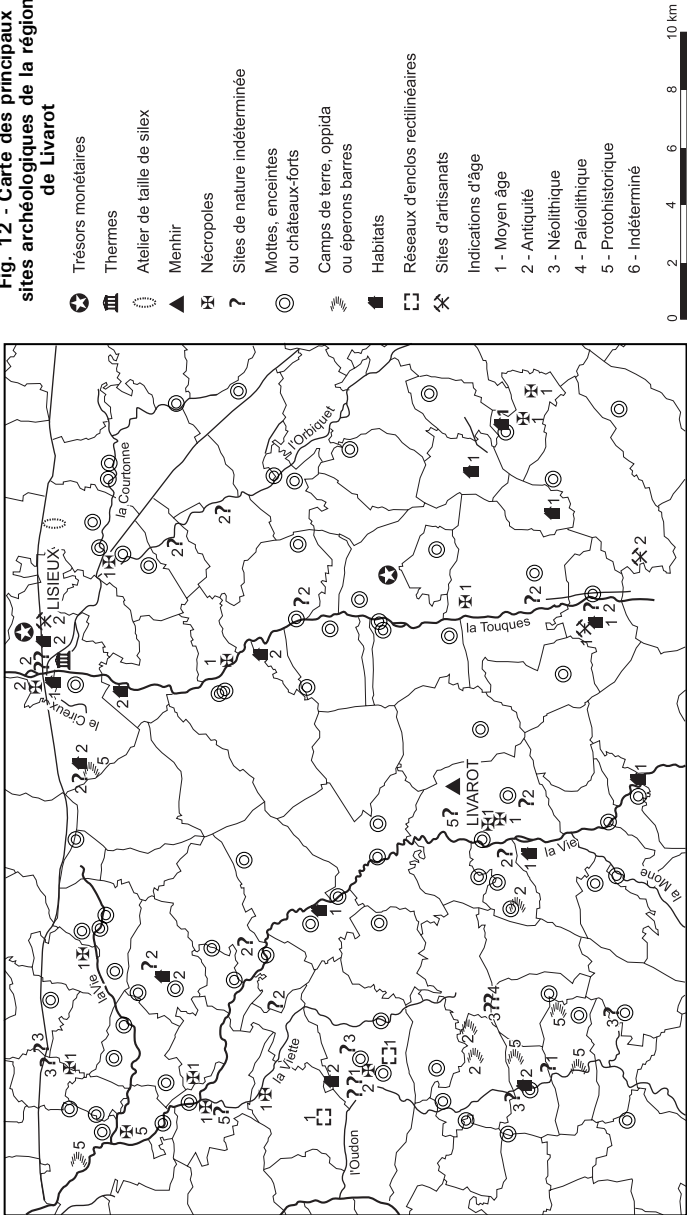 Fig. 12 - Carte des principaux
sites archéologiques de la région
de Livarot
Trésors monétaires
Thermes
Atelier de taille de silex
Menhir
Nécropoles
Sites de nature indéterminée
Mottes, enceintes
ou châteaux-forts
Camps de terre, oppida
ou éperons barres
Habitats
Réseaux d'enclos rectilinéaires
Sites d'artisanats
Indications d'âge
1 - Moyen âge
2 - Antiquité
3 - Néolithique
4 - Paléolithique
5 - Protohistorique
6 - Indéterminé
0 2 4 6 8 10 km
LISIEUX
la Courtonne
l'Orbiquet
le Cireux
la Touques
LIVAROT
la Vie
la Mone
la Vie
la Viette
l'Oudon